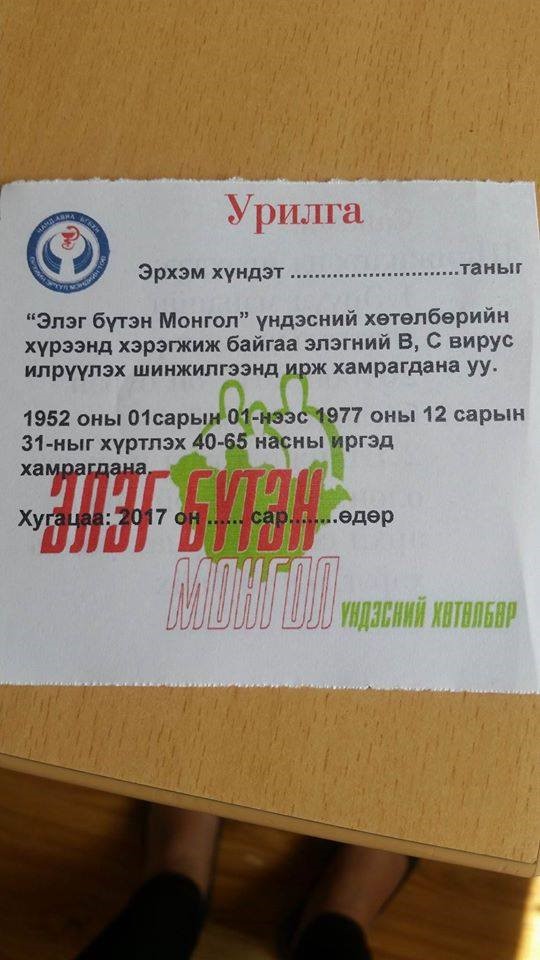 Урилга
Эрхэм хүндэт ............................таныг
“Элэг бүтэн Монгол” үндэсний хөтөлбөрийн
хүрээнд хэрэгжиж байгаа элэгний В, С вирус
илрүүлэх шинжилгээнд ирж хамрагдана уу.
1952 оны 01сарын 01-нээс 1977 оны 12 сарын
31-ныг хүртлэх 40-65 насны иргэд
хамрагдана.
Хугацаа: 2017 он ...... сар........өдөр
ЭЛЭГ БҮТЭН
МОНГОЛ ҮНДЭСНИЙ ХӨТӨЛБӨР